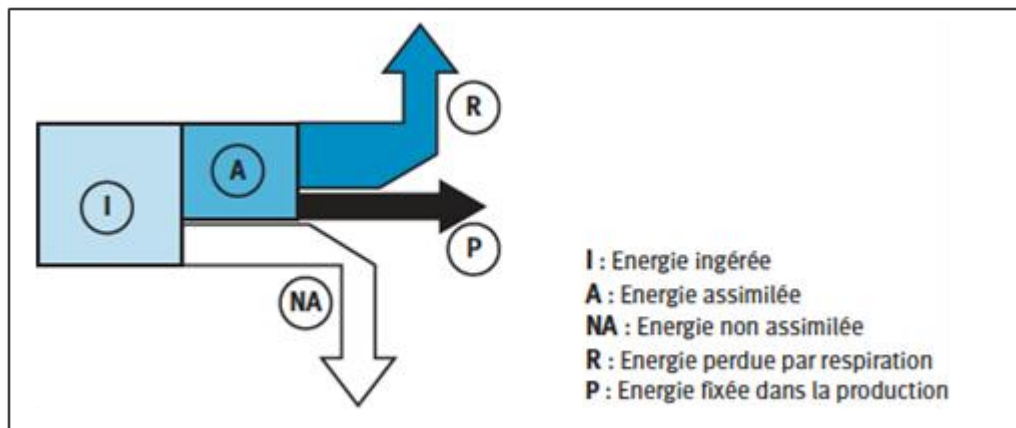 R
A
I
P
NA
I : Energie ingérée
A : Energie assimilée
NA : Energie non assimilée
R : Energie perdue par respiration
P : Energie fixée dans la production